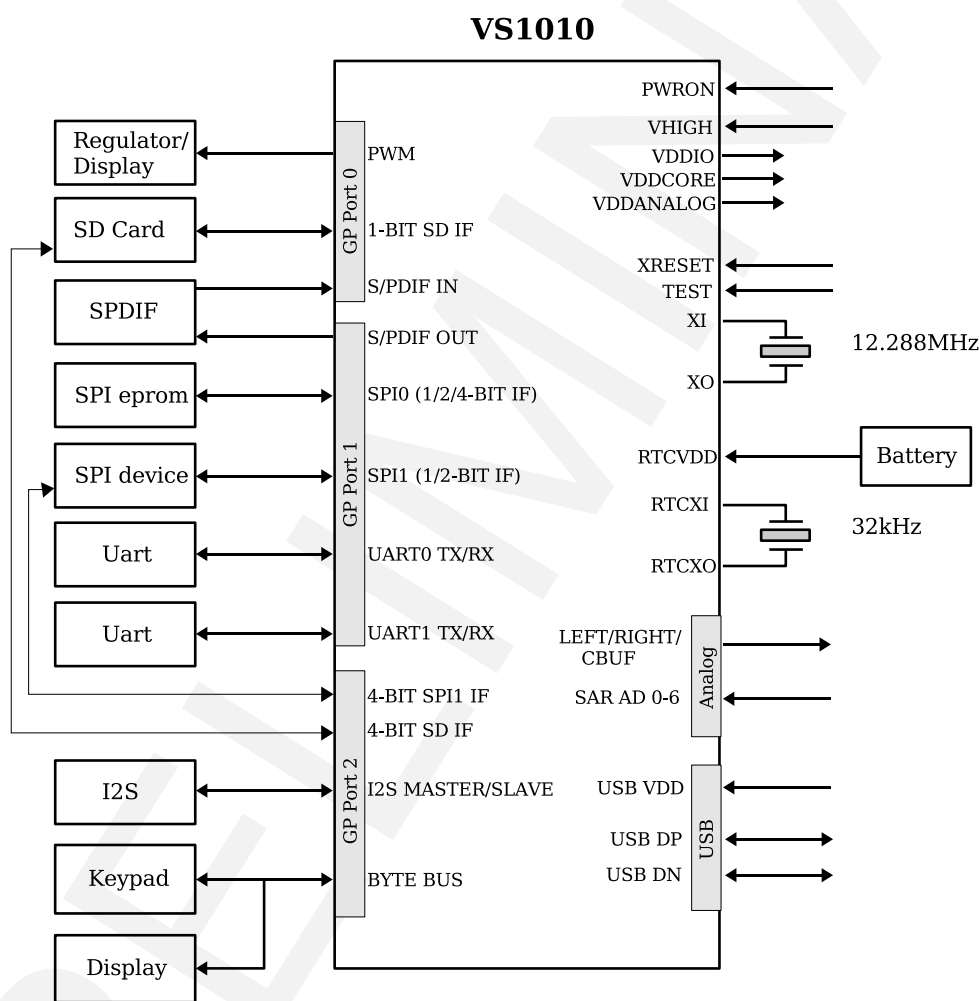 VS1010
Regulator/
Display
SD Card
SPDIF
SPI eprom
SPI device
Uart
Uart
I2S
Keypad
Display
GP Port 0
PWM
1-BIT SD IF
S/PDIF IN
GP Port 1
S/PDIF OUT
SPI0 (1/2/4-BIT IF)
SPI1 (1/2-BIT IF)
UART0 TX/RX
UART1 TX/RX
GP Port 2
4-BIT SPI1 IF
4-BIT SD IF
I2S MASTER/SLAVE
BYTE BUS
PWRON
VHIGH
VDDIO
VDDCORE
VDDANALOG
XRESET
TEST
XI
XO
12.288MHz
RTCVDD
Battery
RTCXI
RTCXO
32kHz
LEFT/RIGHT/
CBUF
SAR AD 0-6
Analog
USB VDD
USB DP
USB DN
USB